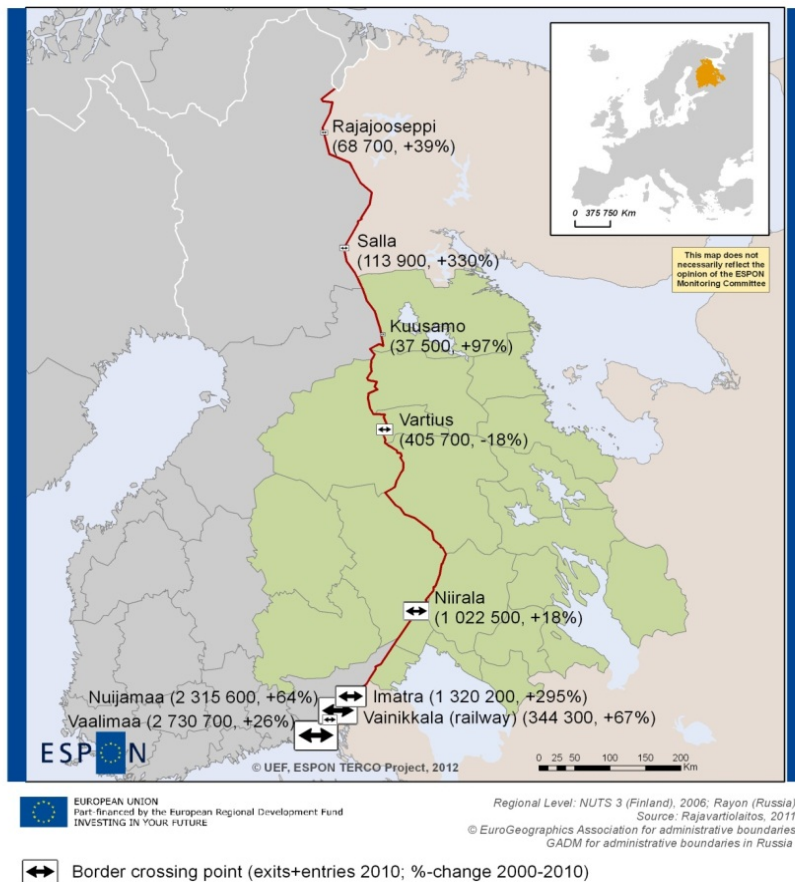 Rajajooseppi
(68 700, +39%)
0 375 750 Km
Salla
(113 900, +330%)
This map does not
necessarily reflect the
opinion of the ESPON
Monitoring Committee
Kuusamo
(37 500, +97%)
Vartius
(405 700, -18%)
Niirala
(1 022 500, +18%)
Nuijamaa (2 315 600, +64%)
Imatra (1 320 200, +295%)
Vaalimaa (2 730 700, +26%)
Vainikkala (railway) (344 300, +67%)
ESPON
© UEF, ESPON TERCO Project, 2012
0 25 50 100 150 200
Km
EUROPEAN UNION
Part-financed by the European Regional Development Fund
INVESTING IN YOUR FUTURE
Regional Level: NUTS 3 (Finland), 2006; Rayon (Russia)
Source: Rajavartiolaitos, 2011
© EuroGeographics Association for administrative boundaries
GADM for administrative boundaries in Russia
Border crossing point (exits+entries 2010; %-change 2000-2010)